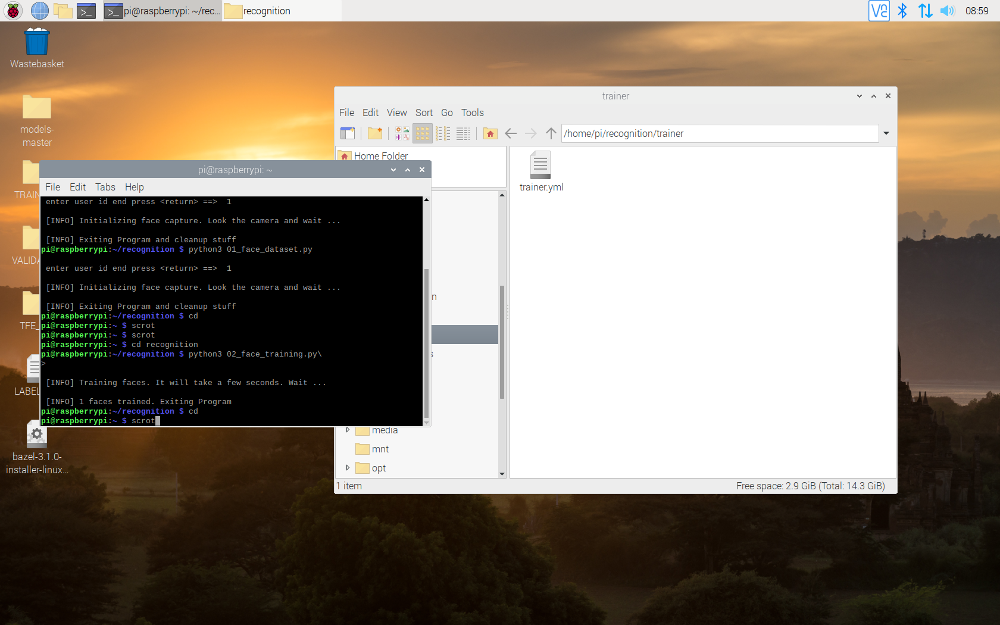 pi@raspberrypi: ~/rec...
recognition
08:59
Wastebasket
models-
master
TRAIN
VALIDA
TFE_
LABEL
bazel-3.1.0-
installer-linux...
trainer
File Edit View Sort Go Tools
/home/pi/recognition/trainer
Home Folder
n
s
media
mnt
opt
trainer.yml
1 item
Free space: 2.9 GiB (Total: 14.3 GiB)
pi@raspberrypi: ~
File Edit Tabs Help
enter user id end press <return> ==>  1
[INFO] Initializing face capture. Look the camera and wait ...
[INFO] Exiting Program and cleanup stuff
pi@raspberrypi:~/recognition $ python3 01_face_dataset.py
enter user id end press <return> ==>  1
[INFO] Initializing face capture. Look the camera and wait ...
[INFO] Exiting Program and cleanup stuff
pi@raspberrypi:~/recognition $ cd
pi@raspberrypi:~ $ scrot
pi@raspberrypi:~ $ scrot
pi@raspberrypi:~ $ cd recognition
pi@raspberrypi:~/recognition $ python3 02_face_training.py\
>
[INFO] Training faces. It will take a few seconds. Wait ...
[INFO] 1 faces trained. Exiting Program
pi@raspberrypi:~/recognition $ cd
pi@raspberrypi:~ $ scrot